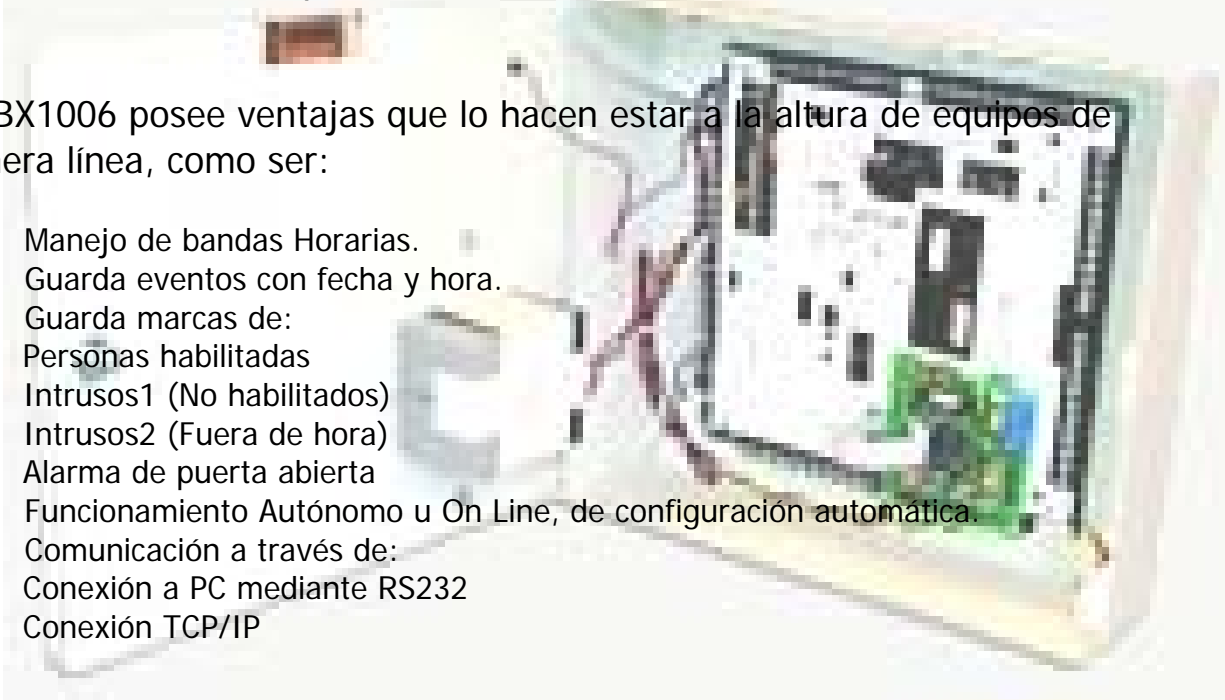 BX1006 posee ventajas que lo hacen estar a la altura de equipos de
era línea, como ser:
Manejo de bandas Horarias.
Guarda eventos con fecha y hora.
Guarda marcas de:
Personas habilitadas
Intrusos1 (No habilitados)
Intrusos2 (Fuera de hora)
Alarma de puerta abierta
Funcionamiento Autónomo u On Line, de configuración automática.
Comunicación a través de:
Conexión a PC mediante RS232
Conexión TCP/IP